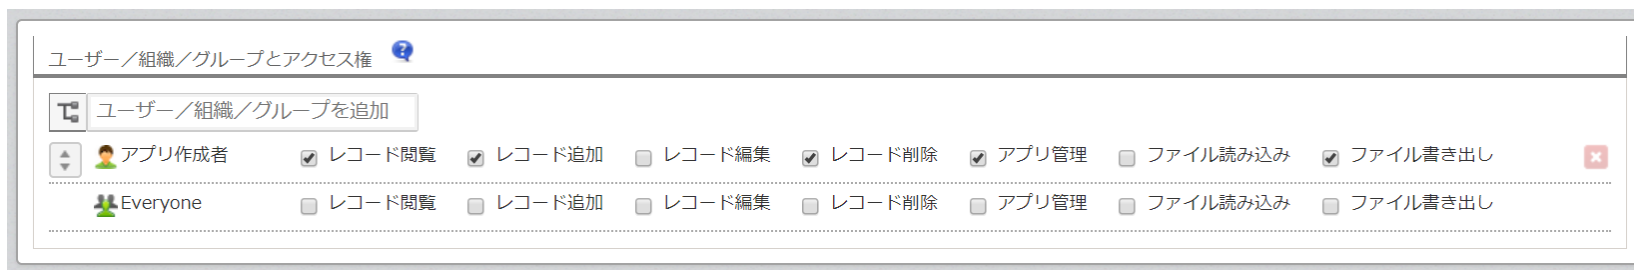 ユーザー／組織／グループとアクセス権
ユーザー／組織／グループを追加
アプリ作成者 レコード閲覧 レコード追加 レコード編集 レコード削除 アプリ管理 ファイル読み込み ファイル書き出し
Everyone レコード閲覧 レコード追加 レコード編集 レコード削除 アプリ管理 ファイル読み込み ファイル書き出し